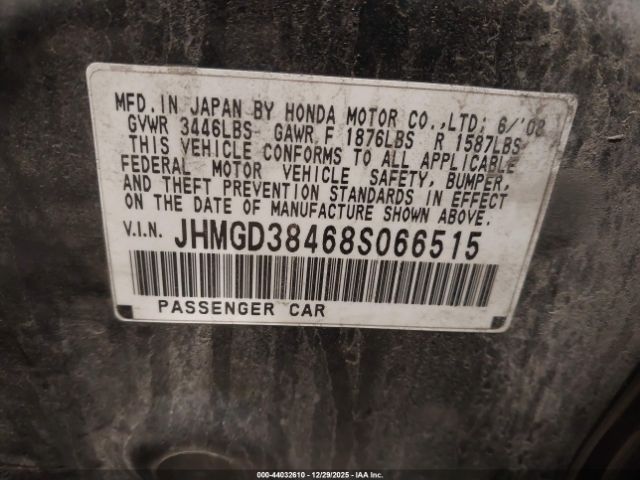 MFD. IN JAPAN BY HONDA MOTOR CO., LTD; 6/'08
GVWR 3446LBS GAWR F 1876LBS R 1587LBS
THIS VEHICLE CONFORMS TO ALL APPLICABLE
FEDERAL MOTOR VEHICLE SAFETY, BUMPER,
AND THEFT PREVENTION STANDARDS IN EFFECT
ON THE DATE OF MANUFACTURE SHOWN ABOVE.
V.I.N. JHMGD38468S066515
PASSENGER CAR
000-44032610 | 12/29/2025 | IAA Inc.